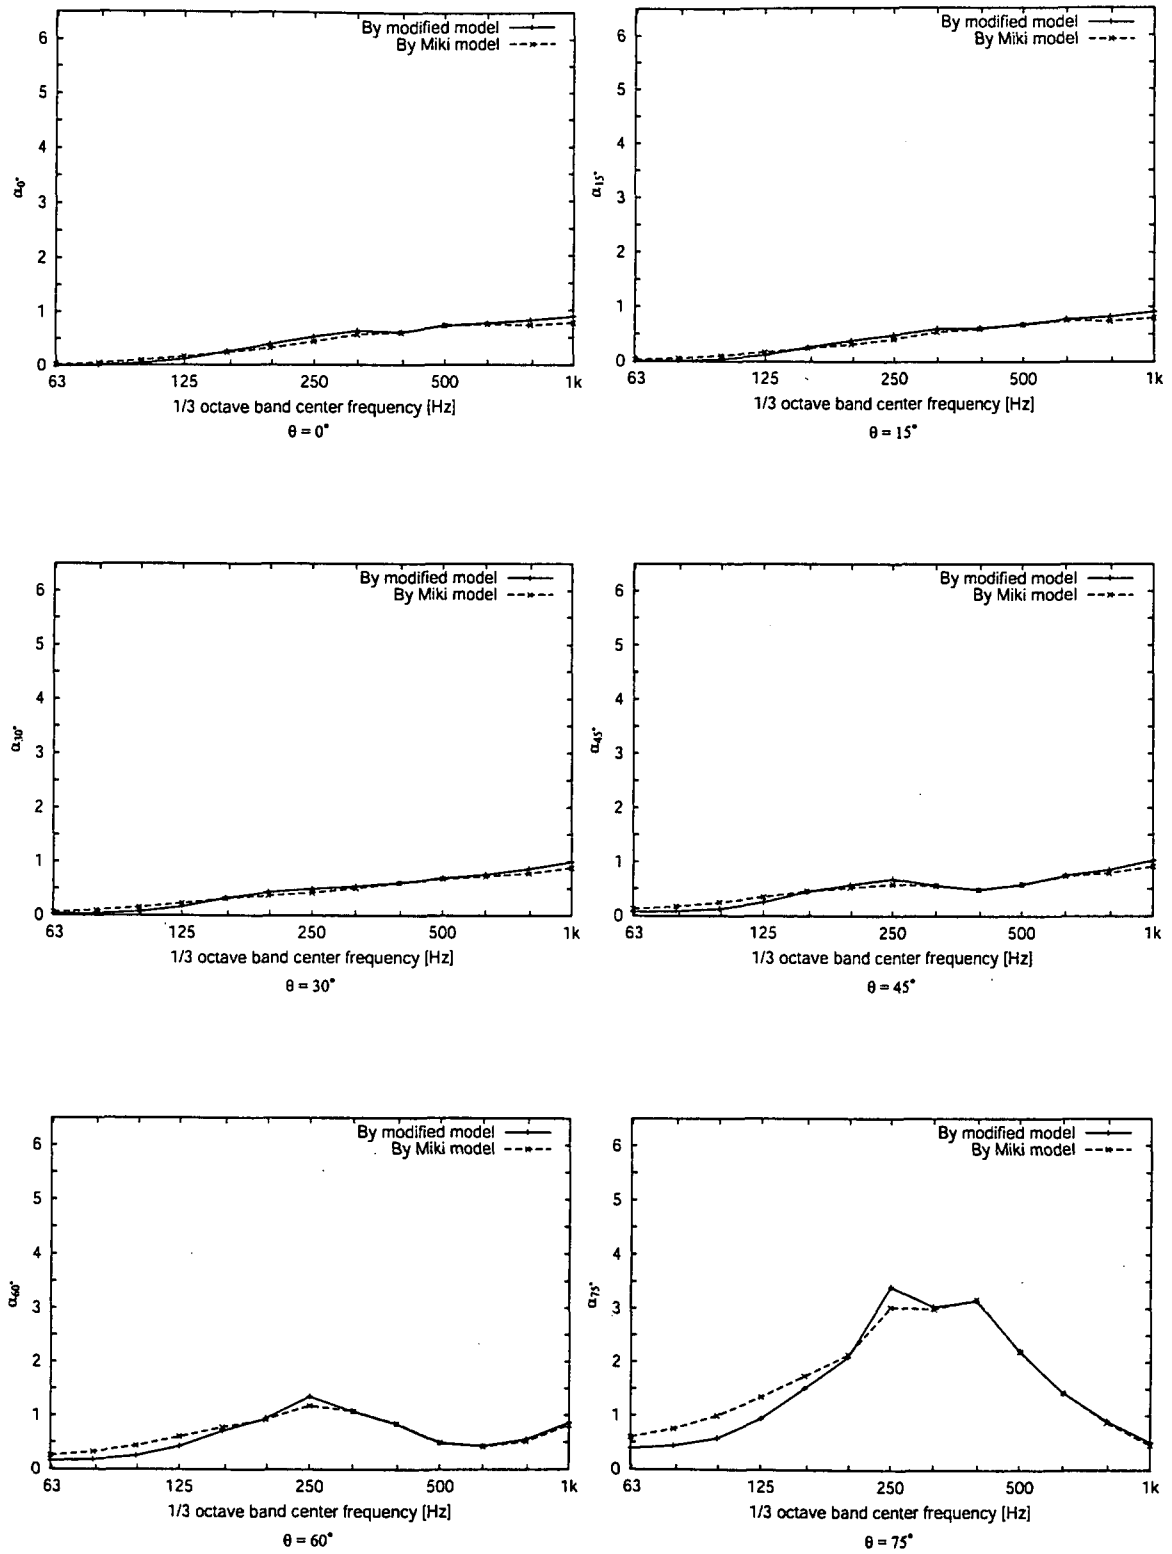 By modified model
By Miki model
6
5
4
3
2
1
0
α0°
63 125 250 500 1k
1/3 octave band center frequency [Hz]
θ = 0°
By modified model
By Miki model
6
5
4
3
2
1
0
α15°
63 125 250 500 1k
1/3 octave band center frequency [Hz]
θ = 15°
By modified model
By Miki model
6
5
4
3
2
1
0
α30°
63 125 250 500 1k
1/3 octave band center frequency [Hz]
θ = 30°
By modified model
By Miki model
6
5
4
3
2
1
0
α45°
63 125 250 500 1k
1/3 octave band center frequency [Hz]
θ = 45°
By modified model
By Miki model
6
5
4
3
2
1
0
α60°
63 125 250 500 1k
1/3 octave band center frequency [Hz]
θ = 60°
By modified model
By Miki model
6
5
4
3
2
1
0
α75°
63 125 250 500 1k
1/3 octave band center frequency [Hz]
θ = 75°